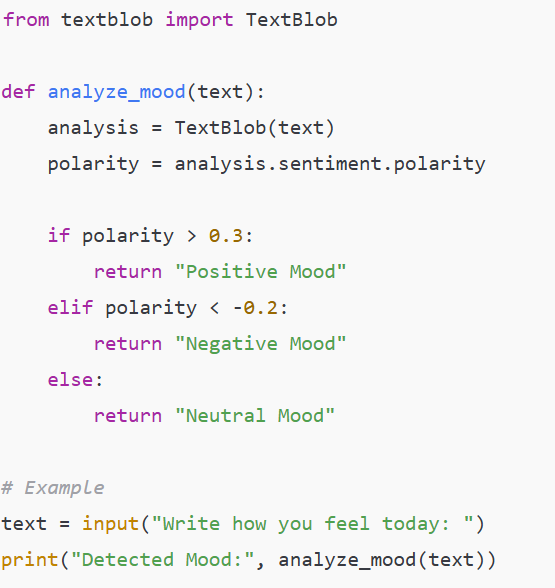 from textblob import TextBlob

def analyze_mood(text):
    analysis = TextBlob(text)
    polarity = analysis.sentiment.polarity

    if polarity > 0.3:
        return "Positive Mood"
    elif polarity < -0.2:
        return "Negative Mood"
    else:
        return "Neutral Mood"

# Example
text = input("Write how you feel today: ")
print("Detected Mood:", analyze_mood(text))